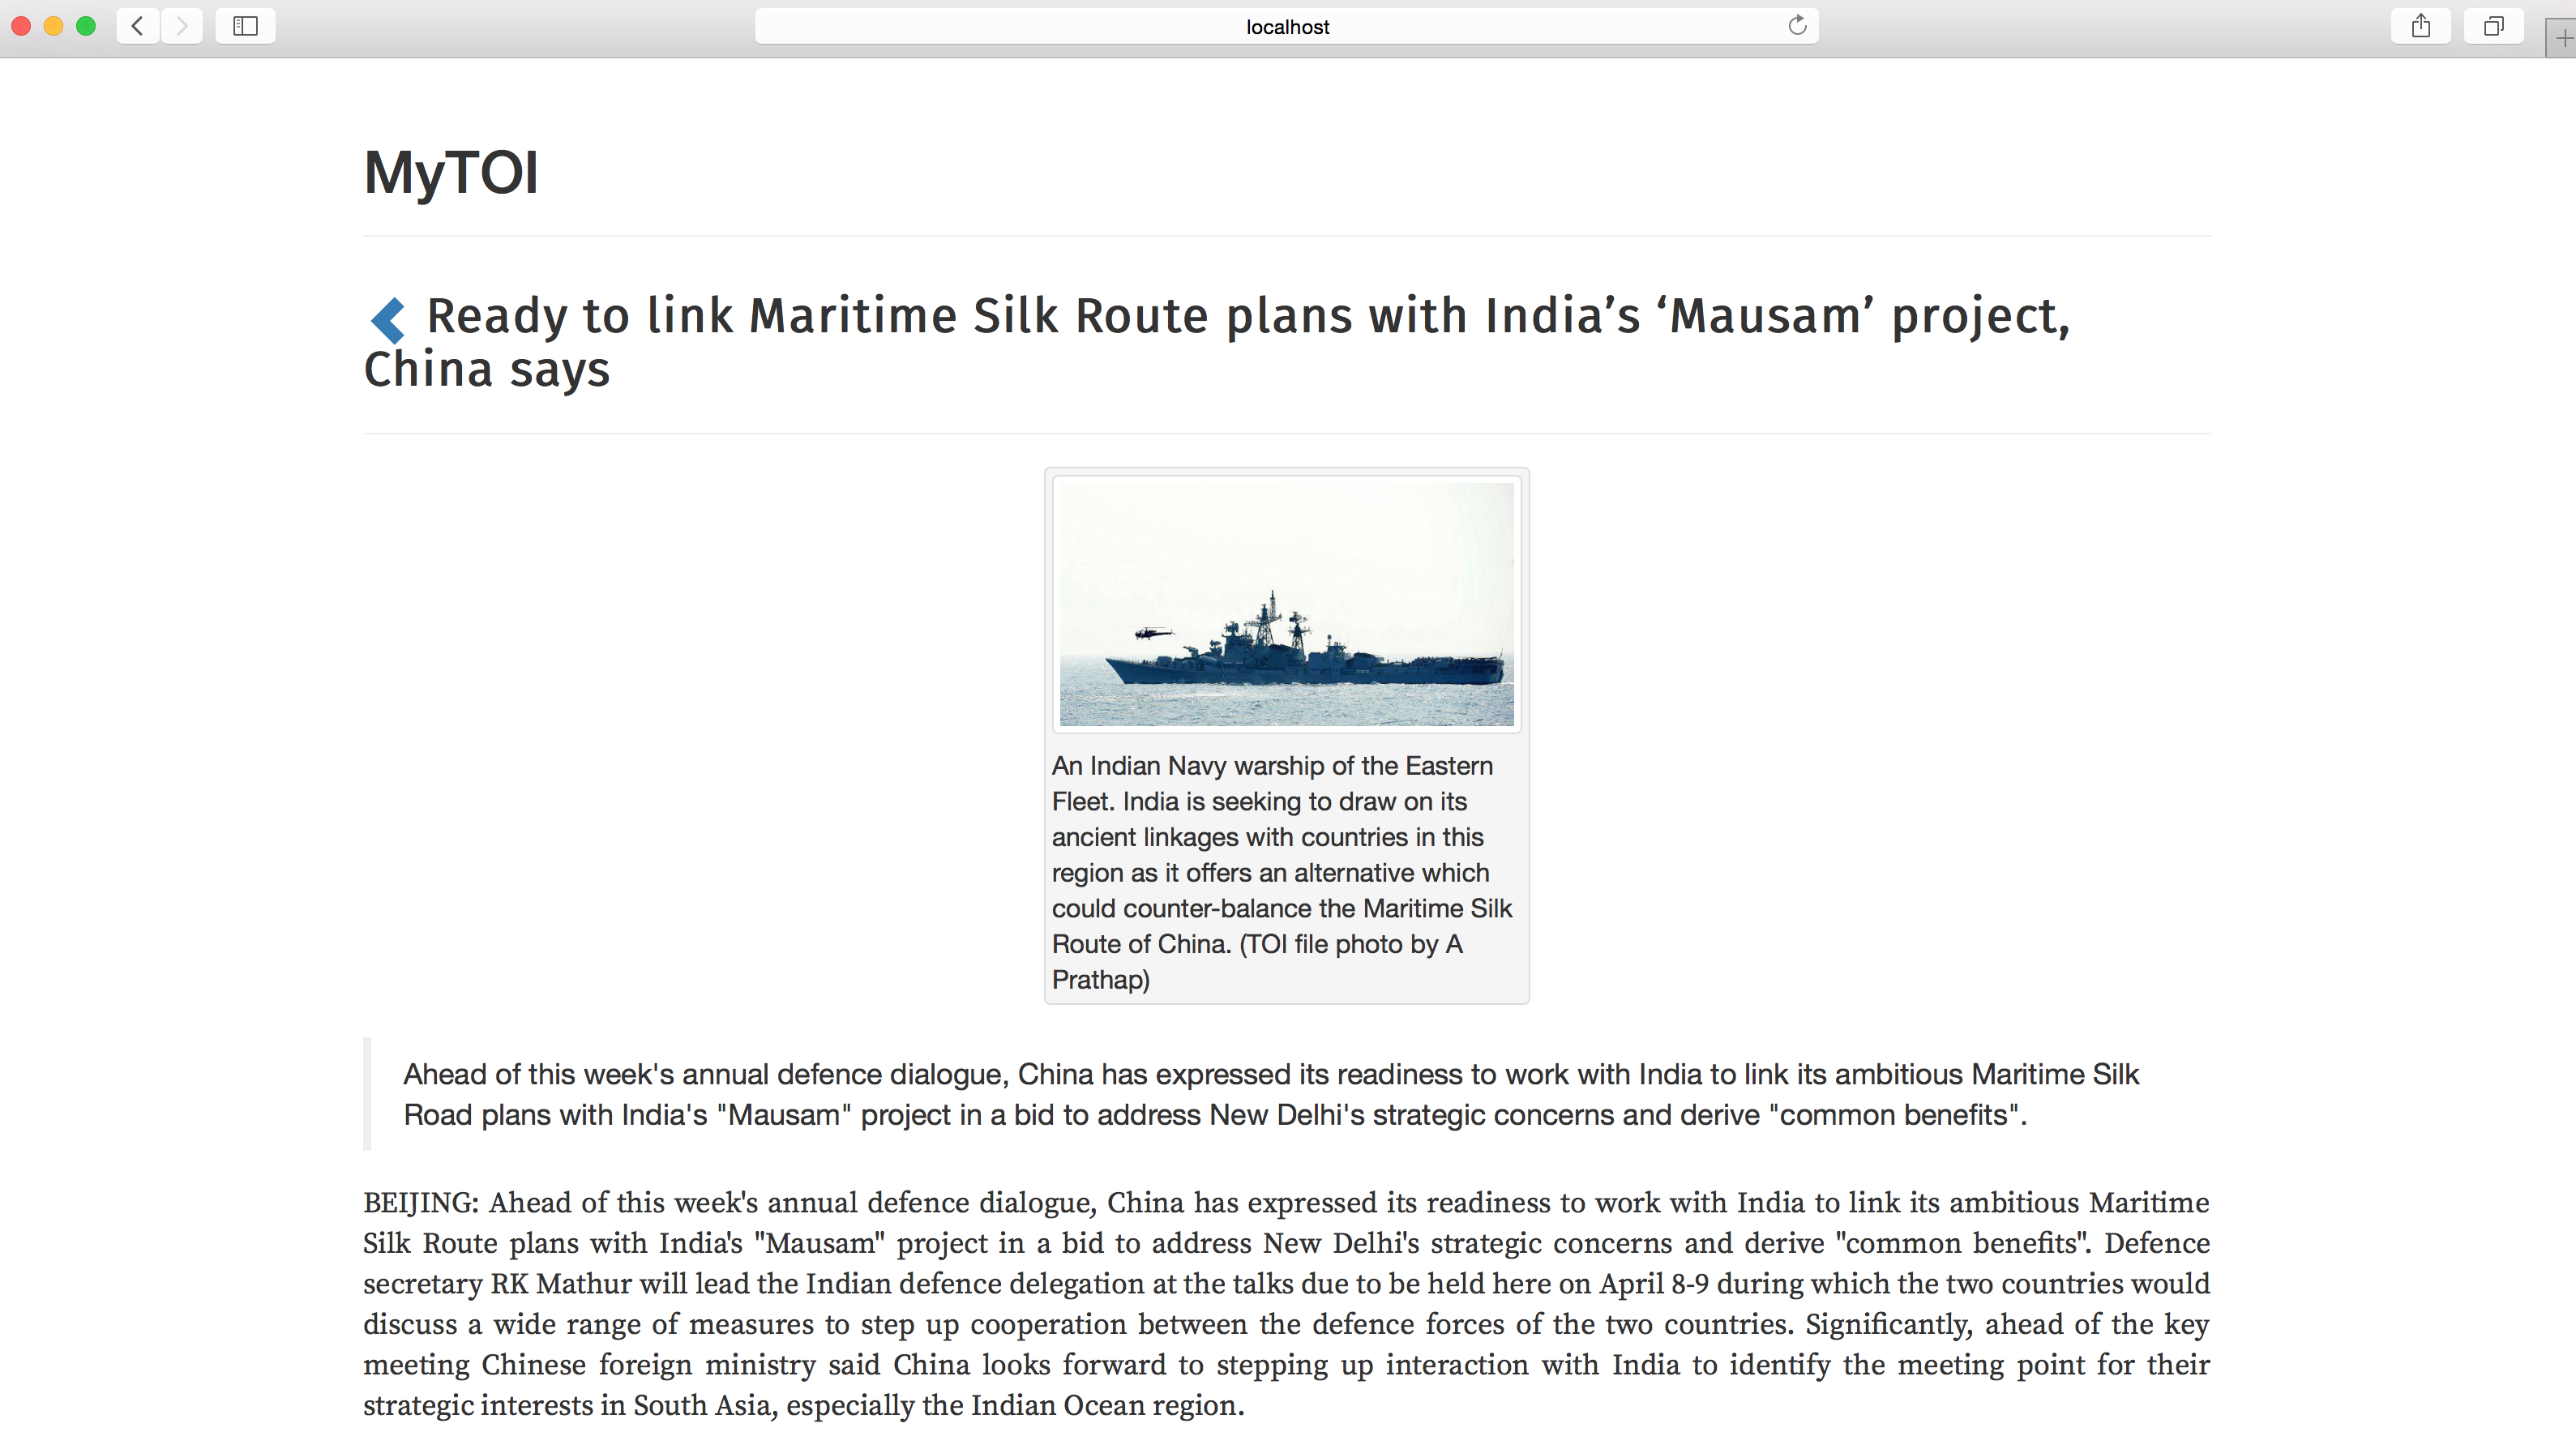 localhost
MyTOI
Ready to link Maritime Silk Route plans with India’s ‘Mausam’ project,
China says
An Indian Navy warship of the Eastern
Fleet. India is seeking to draw on its
ancient linkages with countries in this
region as it offers an alternative which
could counter-balance the Maritime Silk
Route of China. (TOI file photo by A
Prathap)
Ahead of this week's annual defence dialogue, China has expressed its readiness to work with India to link its ambitious Maritime Silk
Road plans with India's "Mausam" project in a bid to address New Delhi's strategic concerns and derive "common benefits".
BEIJING: Ahead of this week's annual defence dialogue, China has expressed its readiness to work with India to link its ambitious Maritime
Silk Route plans with India's "Mausam" project in a bid to address New Delhi's strategic concerns and derive "common benefits". Defence
secretary RK Mathur will lead the Indian defence delegation at the talks due to be held here on April 8-9 during which the two countries would
discuss a wide range of measures to step up cooperation between the defence forces of the two countries. Significantly, ahead of the key
meeting Chinese foreign ministry said China looks forward to stepping up interaction with India to identify the meeting point for their
strategic interests in South Asia, especially the Indian Ocean region.